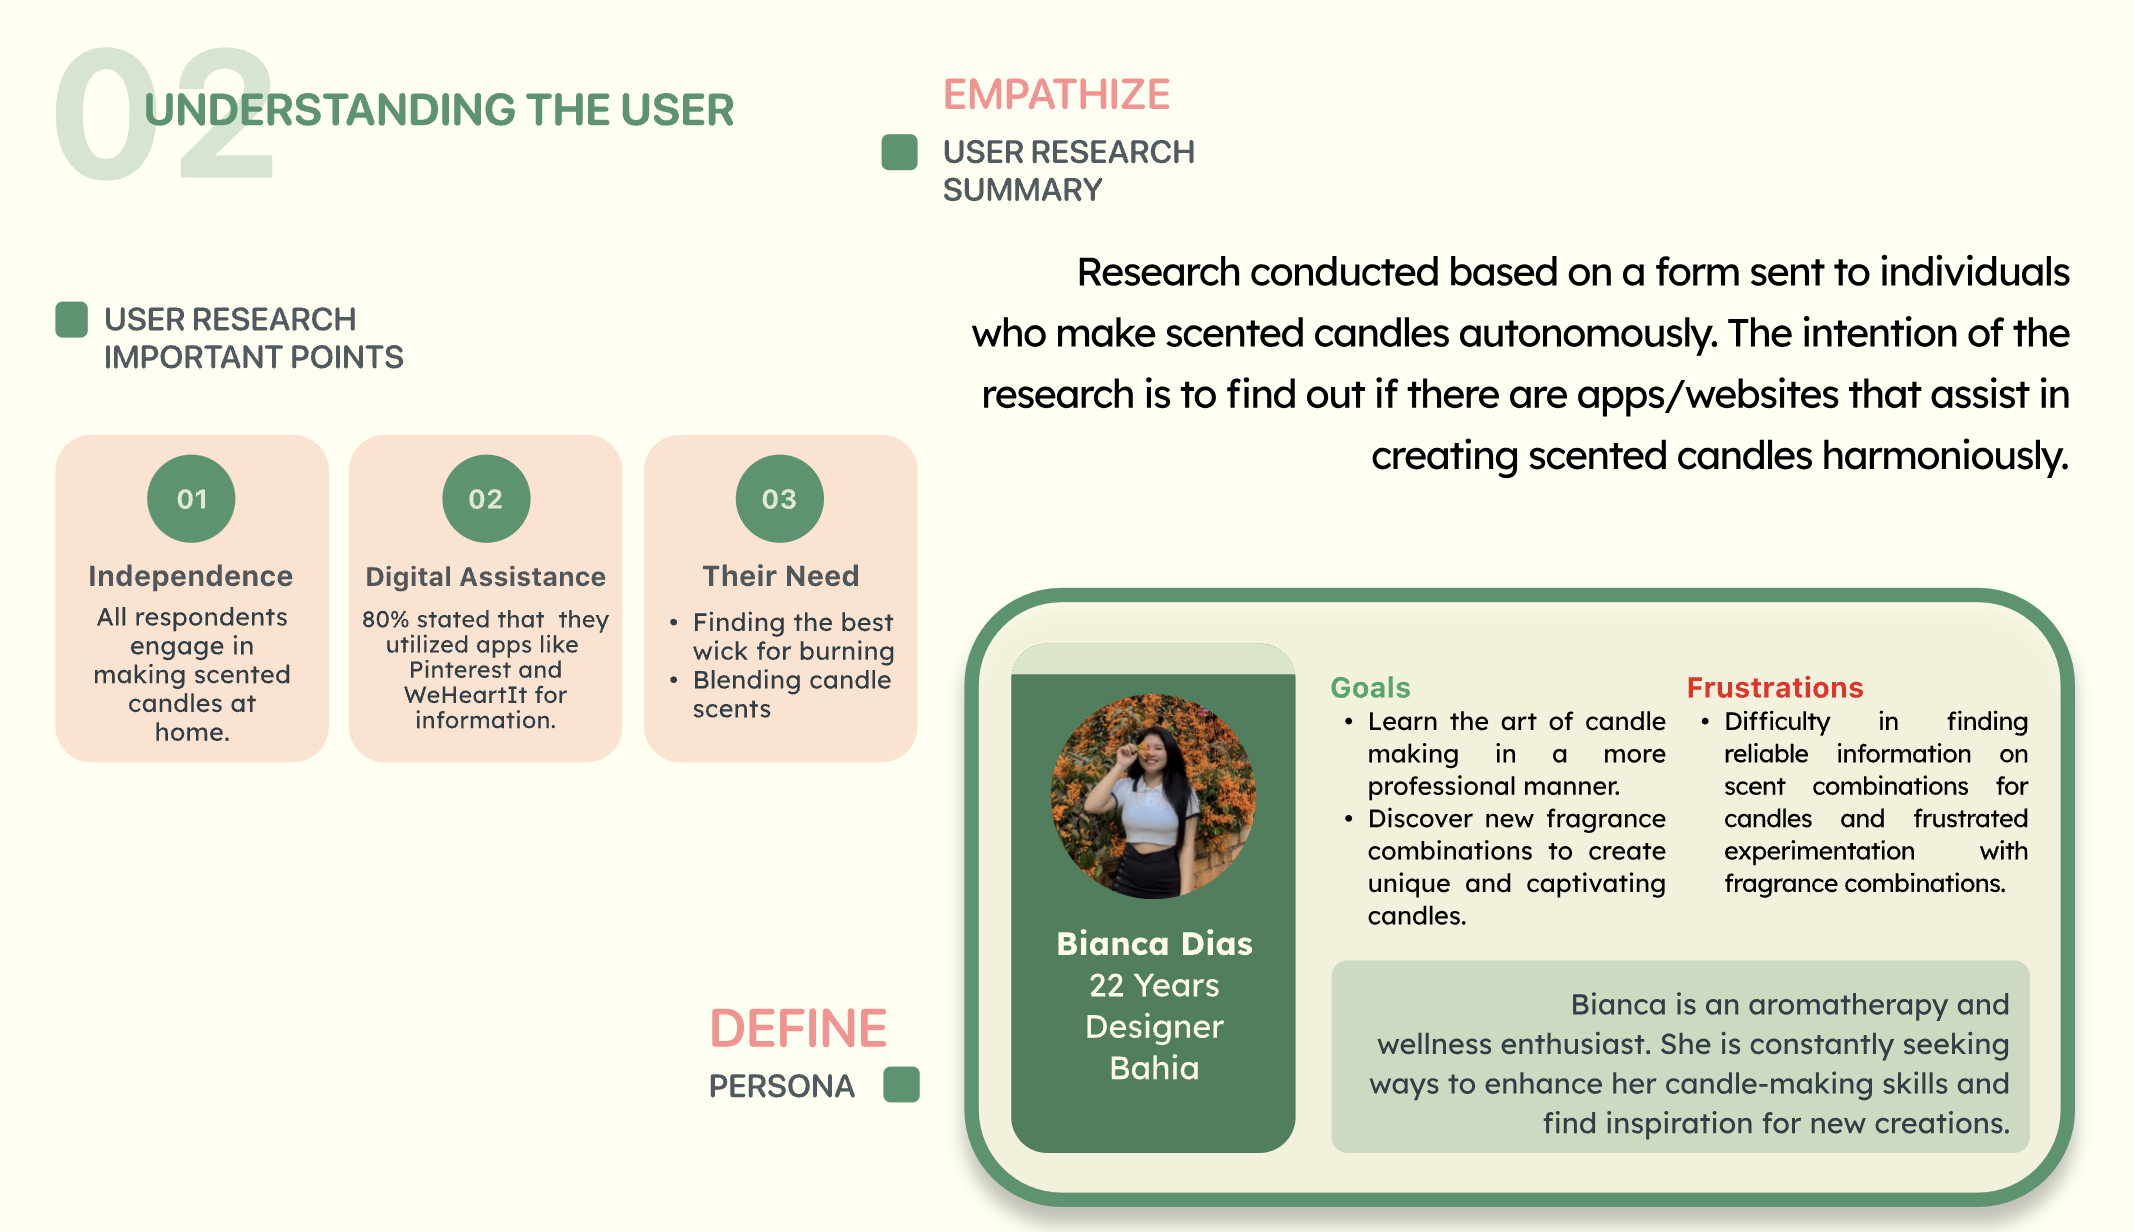 02
UNDERSTANDING THE USER
EMPATHIZE
USER RESEARCH
SUMMARY
Research conducted based on a form sent to individuals
who make scented candles autonomously. The intention of the
research is to find out if there are apps/websites that assist in
creating scented candles harmoniously.
USER RESEARCH
IMPORTANT POINTS
01
Independence
All respondents
engage in
making scented
candles at
home.
02
Digital Assistance
80% stated that they
utilized apps like
Pinterest and
WeHeartIt for
information.
03
Their Need
• Finding the best
wick for burning
• Blending candle
scents
DEFINE
PERSONA
Bianca Dias
22 Years
Designer
Bahia
Goals
• Learn the art of candle
making in a more
professional manner.
• Discover new fragrance
combinations to create
unique and captivating
candles.
Frustrations
• Difficulty in finding
reliable information on
scent combinations for
candles and frustrated
experimentation with
fragrance combinations.
Bianca is an aromatherapy and
wellness enthusiast. She is constantly seeking
ways to enhance her candle-making skills and
find inspiration for new creations.